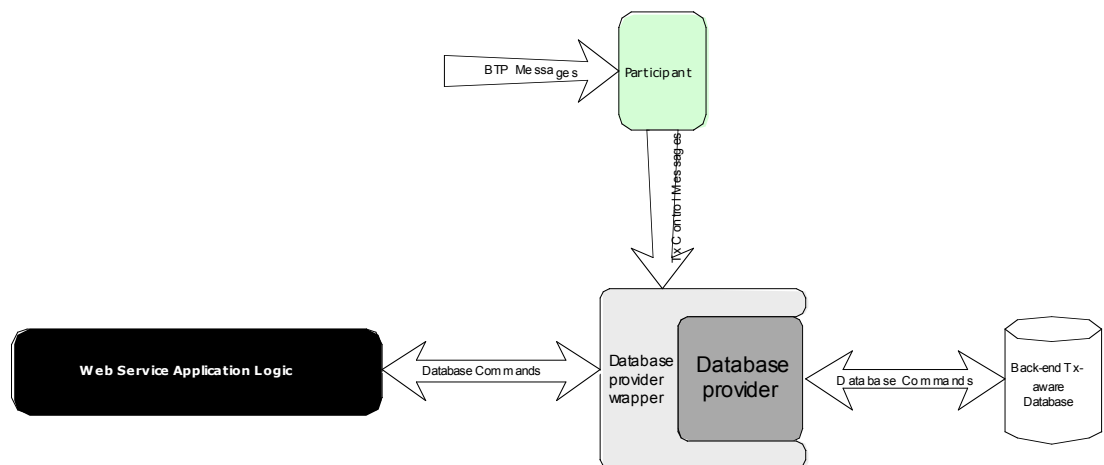 BTP Messages
Participant
Tx Control Messages
Web Service Application Logic
Database Commands
Database
provider
wrapper
Database
provider
Database Commands
Back-end Tx-
aware
Database